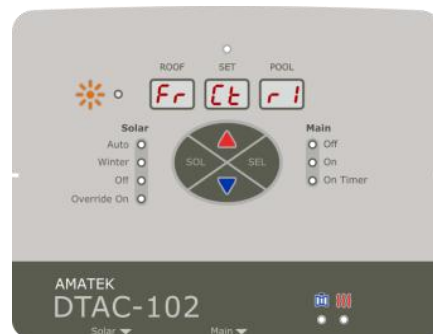 ROOF SET POOL
Fr Ct r1
Solar
Auto
Winter
Off
Override On
SOL SEL
Main
Off
On
On Timer
AMATEK
DTAC-102
Solar Main